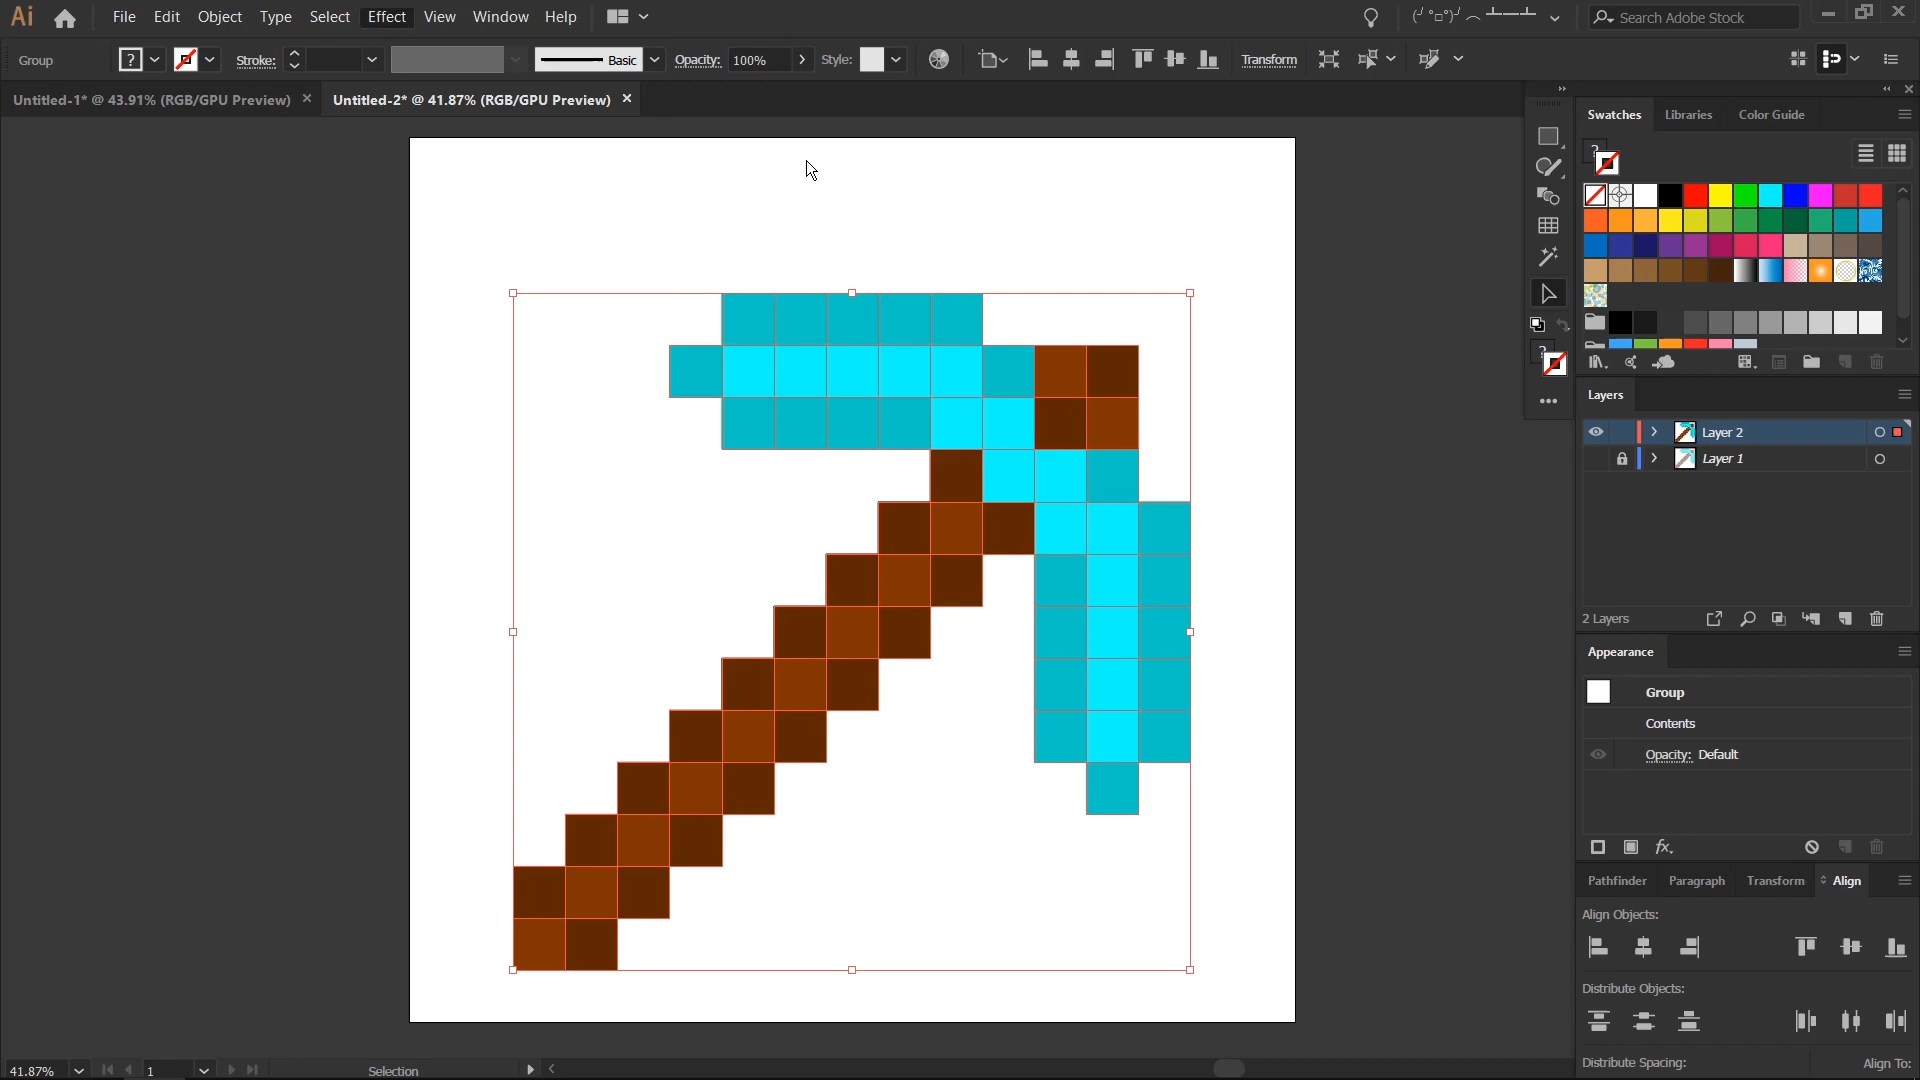 Ai File Edit Object Type Select Effect View Window Help Search Adobe Stock
Group ? Stroke: Basic Opacity: 100% Style: Transform
Untitled-1* @ 43.91% (RGB/GPU Preview) × Untitled-2* @ 41.87% (RGB/GPU Preview) ×
Swatches Libraries Color Guide
?
?
Layers
Layer 2
Layer 1
2 Layers
Appearance
Group
Contents
Opacity: Default
fx
Pathfinder Paragraph Transform Align
Align Objects:
Distribute Objects:
Distribute Spacing: Align To:
41.87% 1 Selection